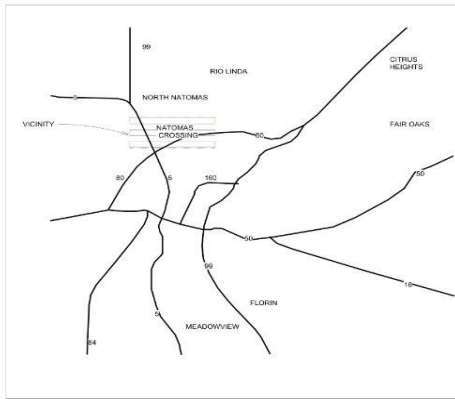 99
RIO LINDA
CITRUS
HEIGHTS
5
NORTH NATOMAS
VICINITY
NATOMAS
CROSSING
FAIR OAKS
80
80
5
160
50
50
99
16
FLORIN
5
MEADOWVIEW
84